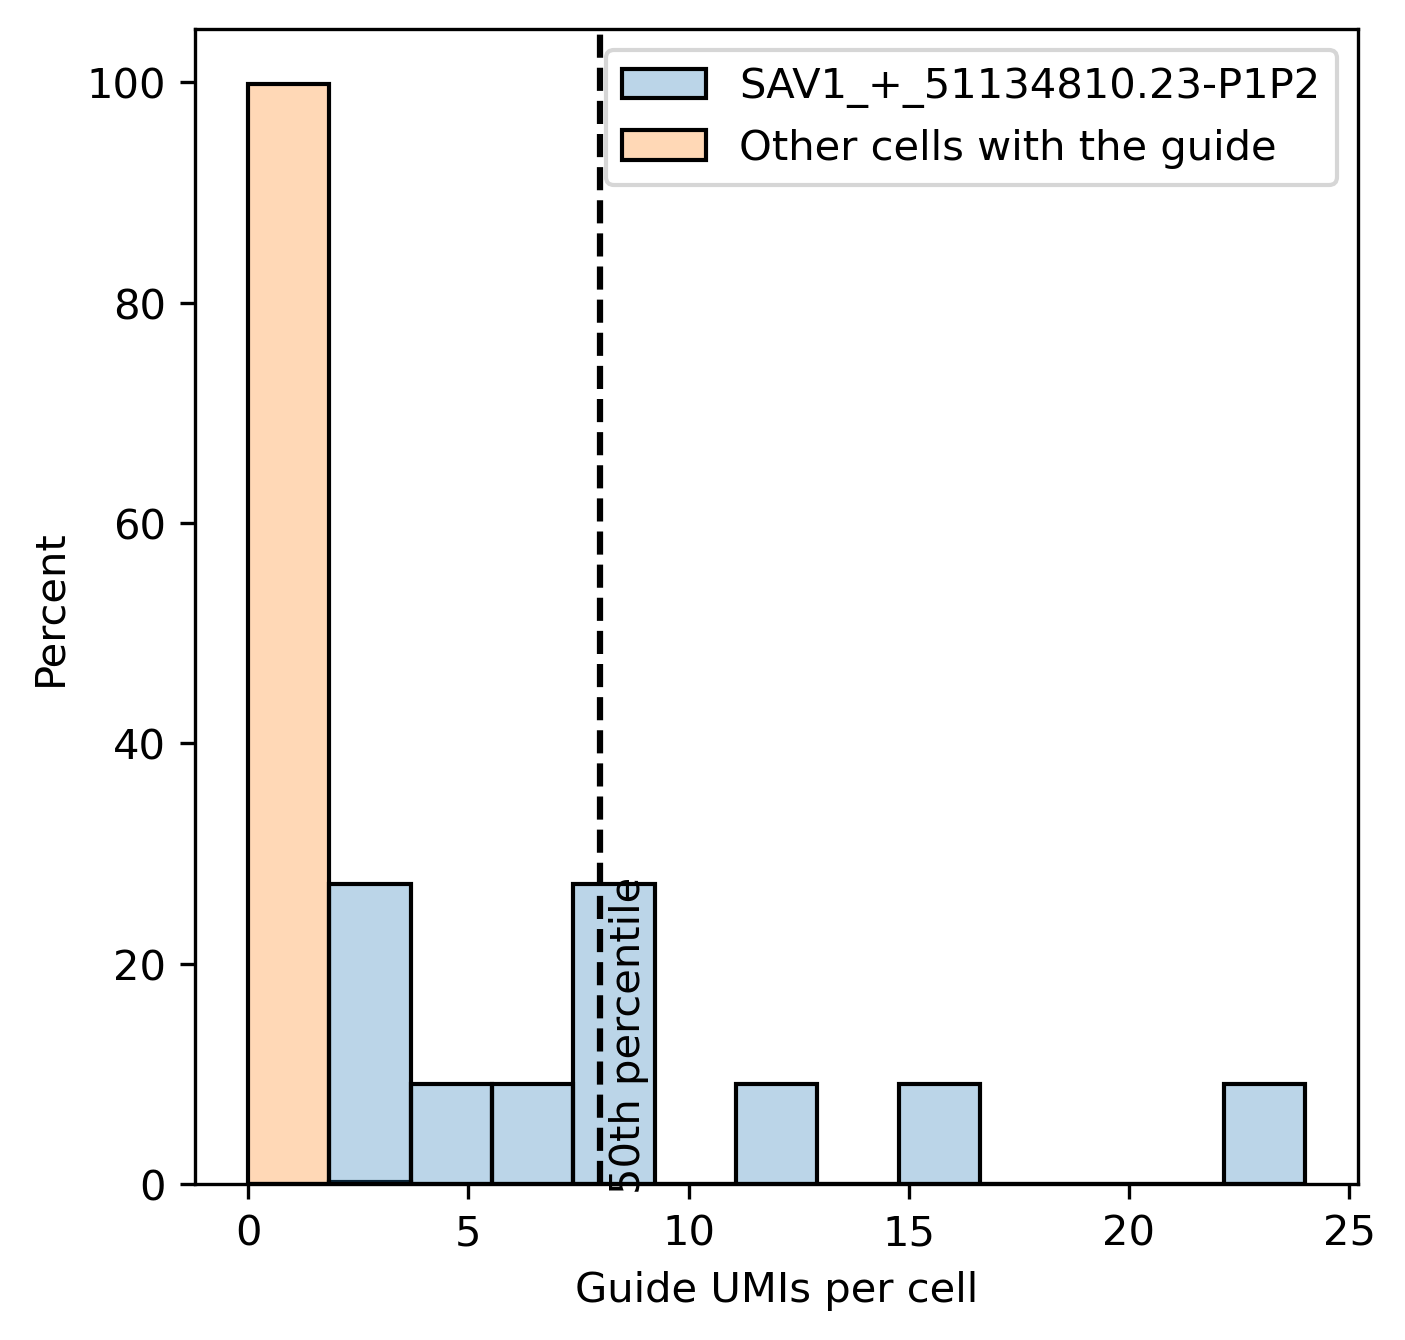 SAV1_+_51134810.23-P1P2
Other cells with the guide
100
80
60
40
20
0
Percent
50th percentile
0 5 10 15 20 25
Guide UMIs per cell